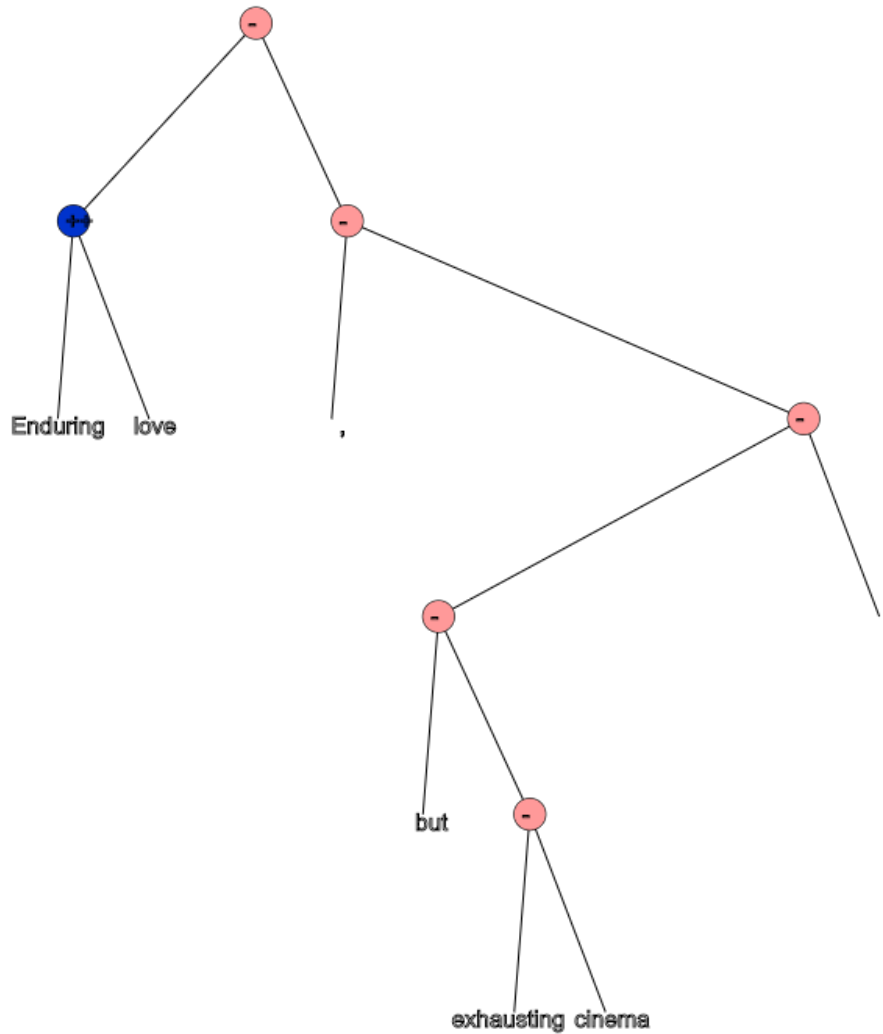 -
++ -
Enduring love , -
-
but -
exhausting cinema